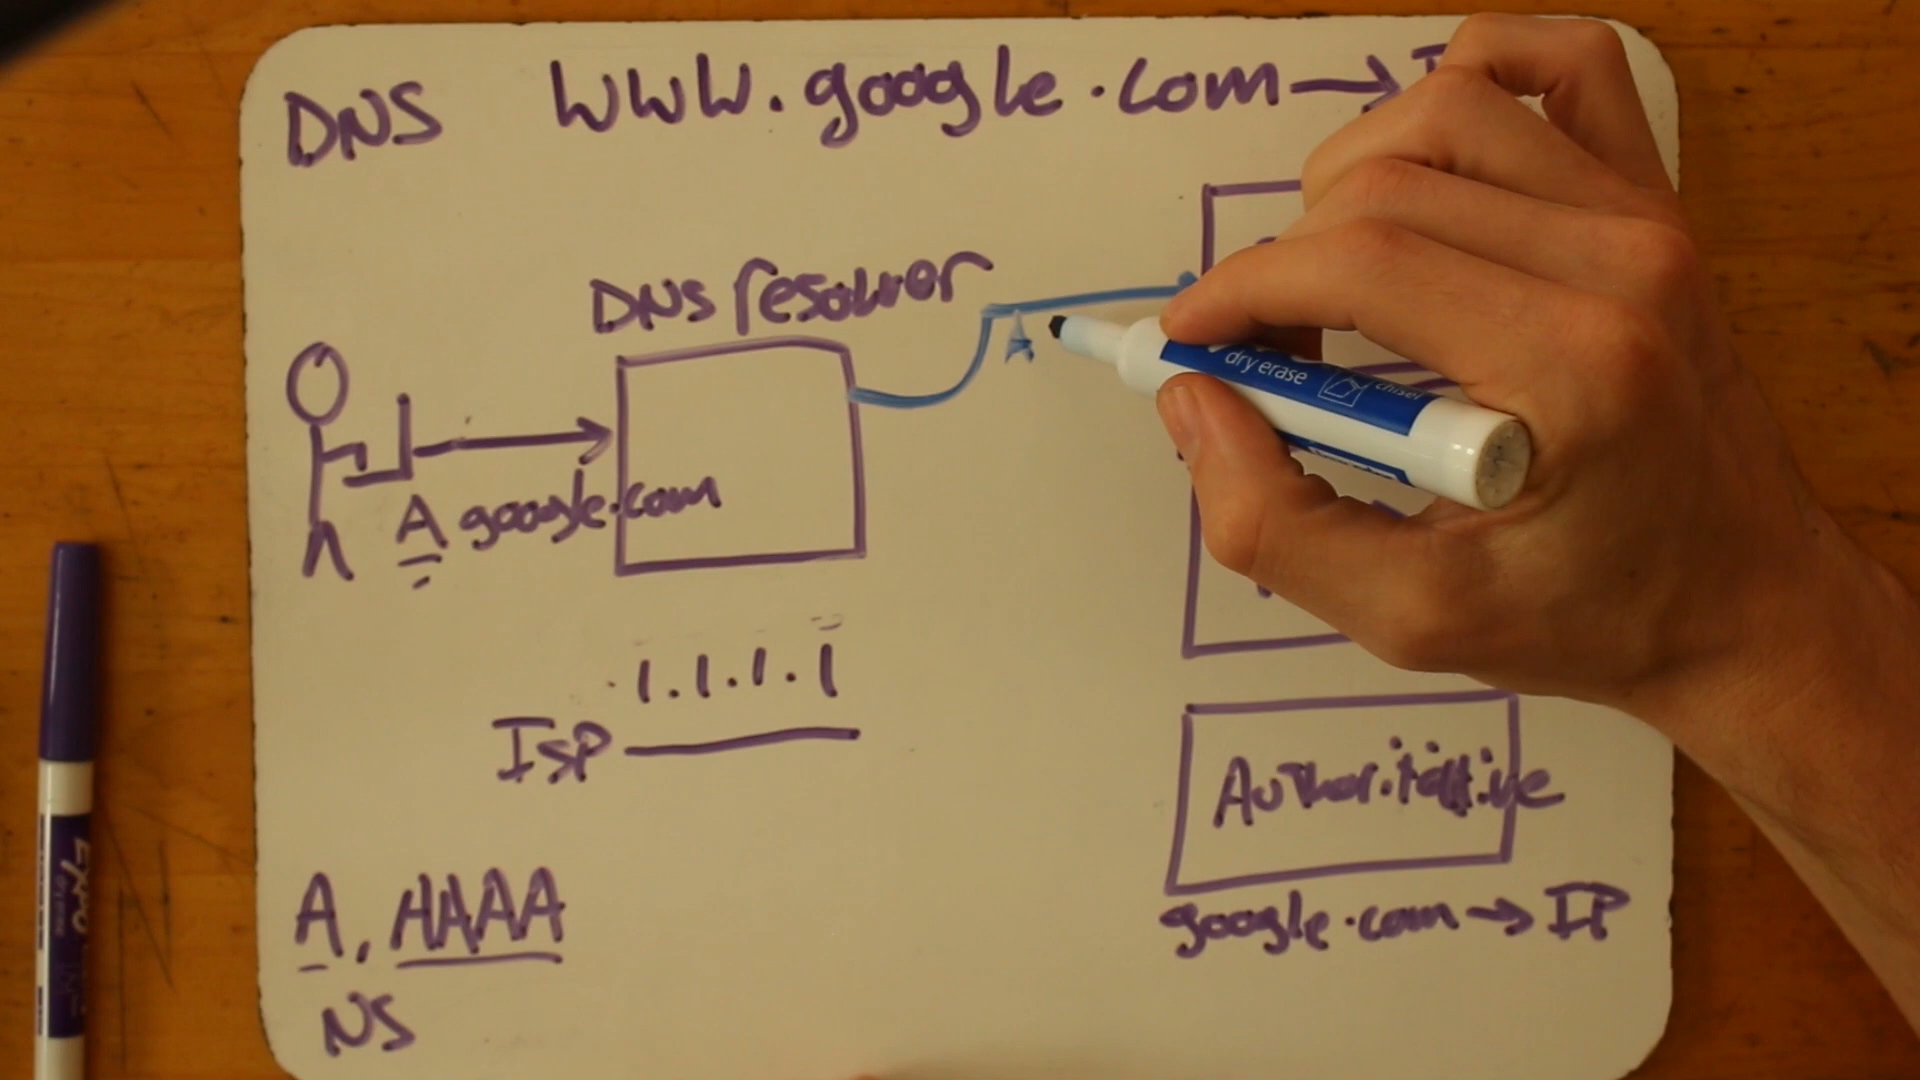 DNS www.google.com →
DNS resolver
A
dry erase
chisel
A google.com
1.1.1.1
ISP
Authoritative
google.com → IP
A, AAAA
NS
EXPO